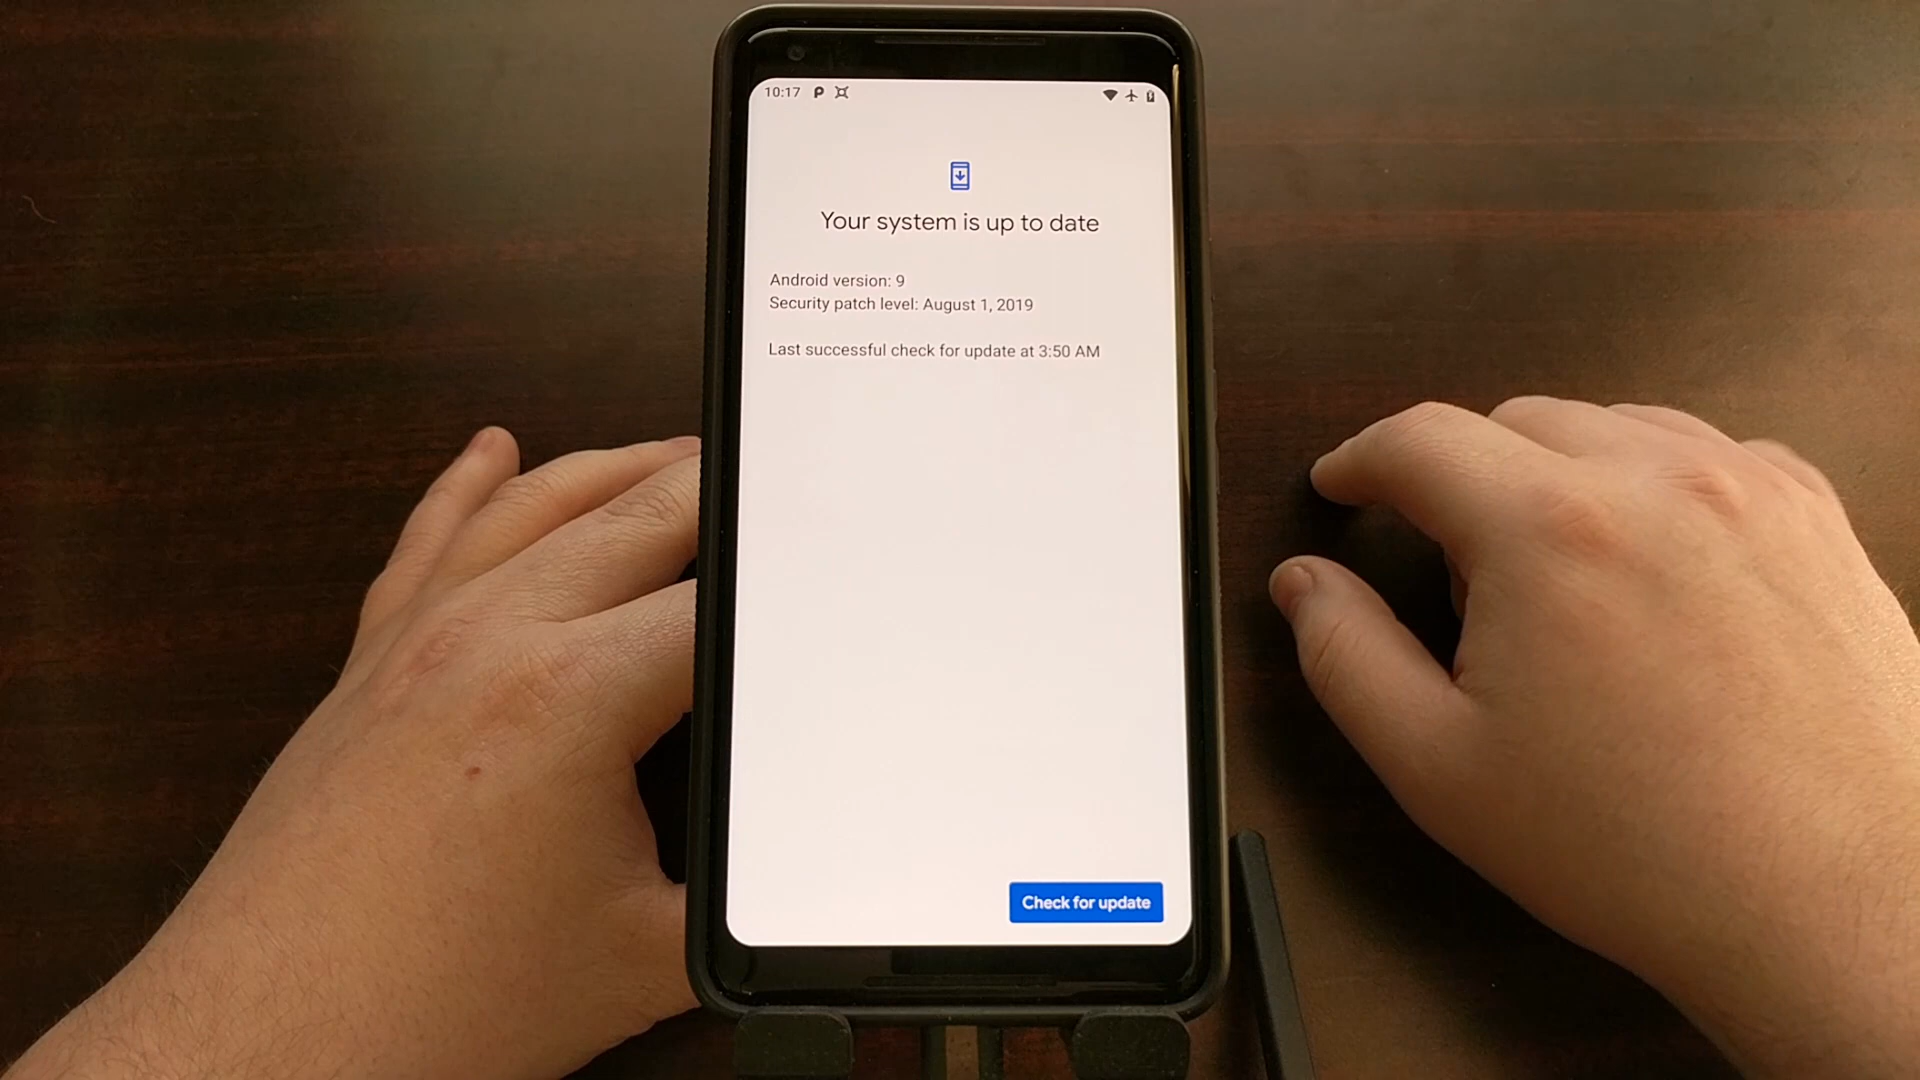 10:17
Your system is up to date
Android version: 9
Security patch level: August 1, 2019
Last successful check for update at 3:50 AM
Check for update